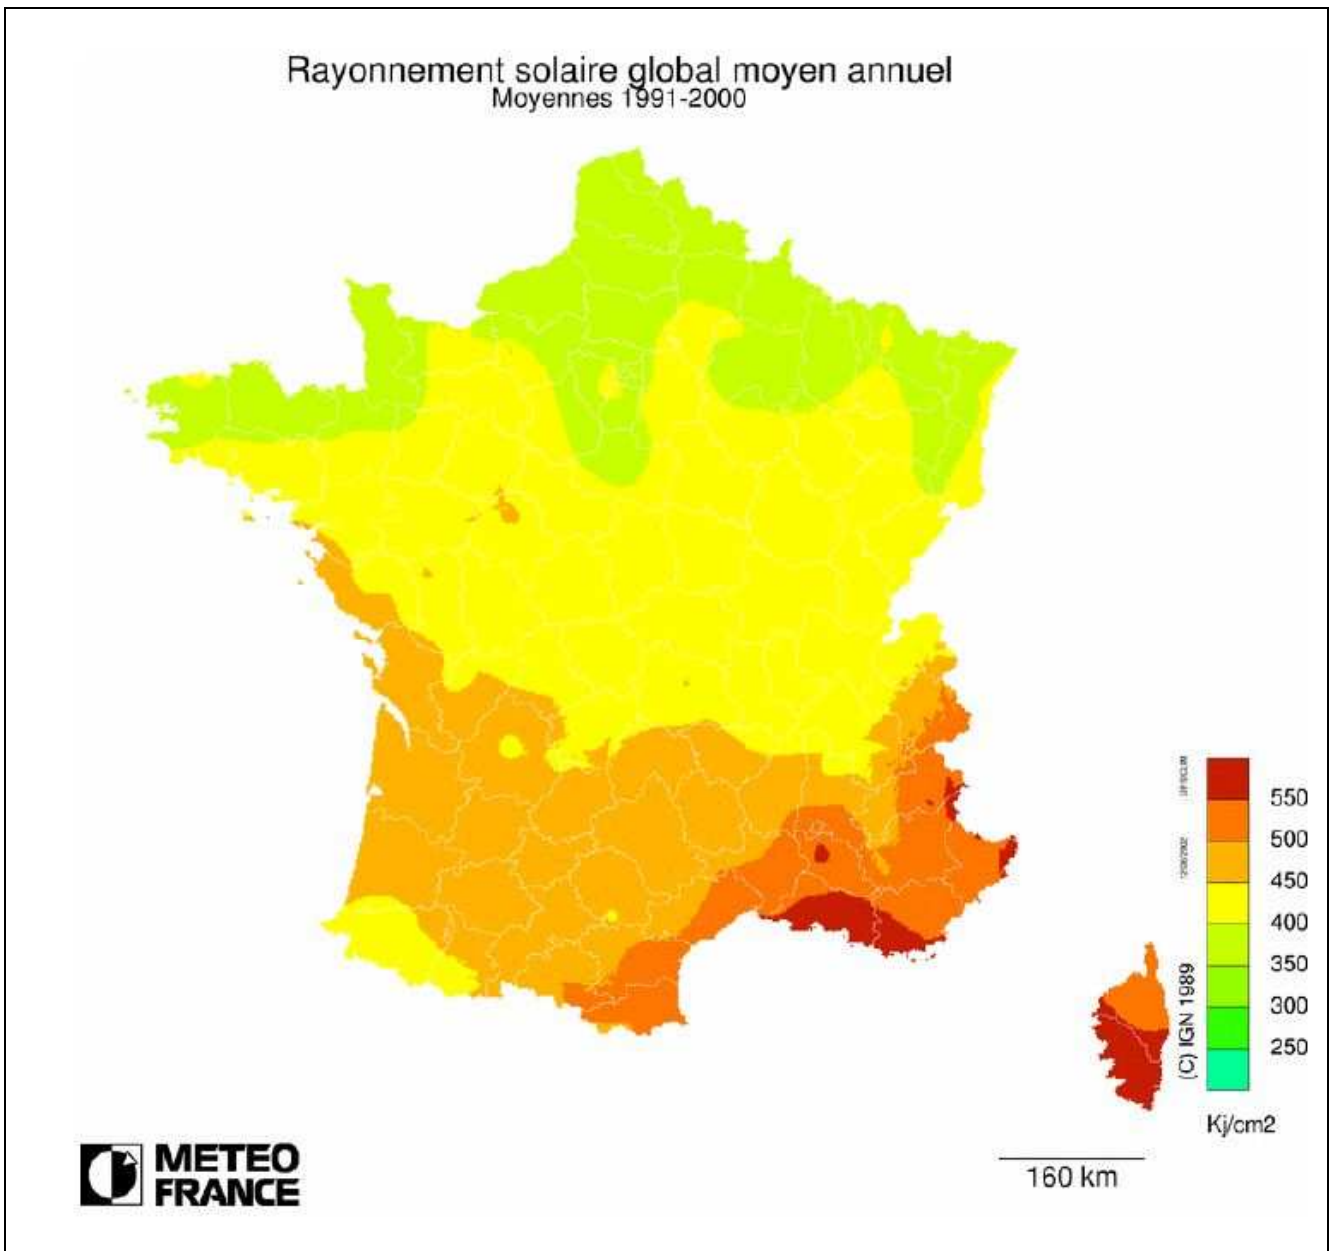 Rayonnement solaire global moyen annuel
Moyennes 1991-2000
550
500
450
400
350
300
250
(C) IGN 1989
Kj/cm2
160 km
METEO
FRANCE